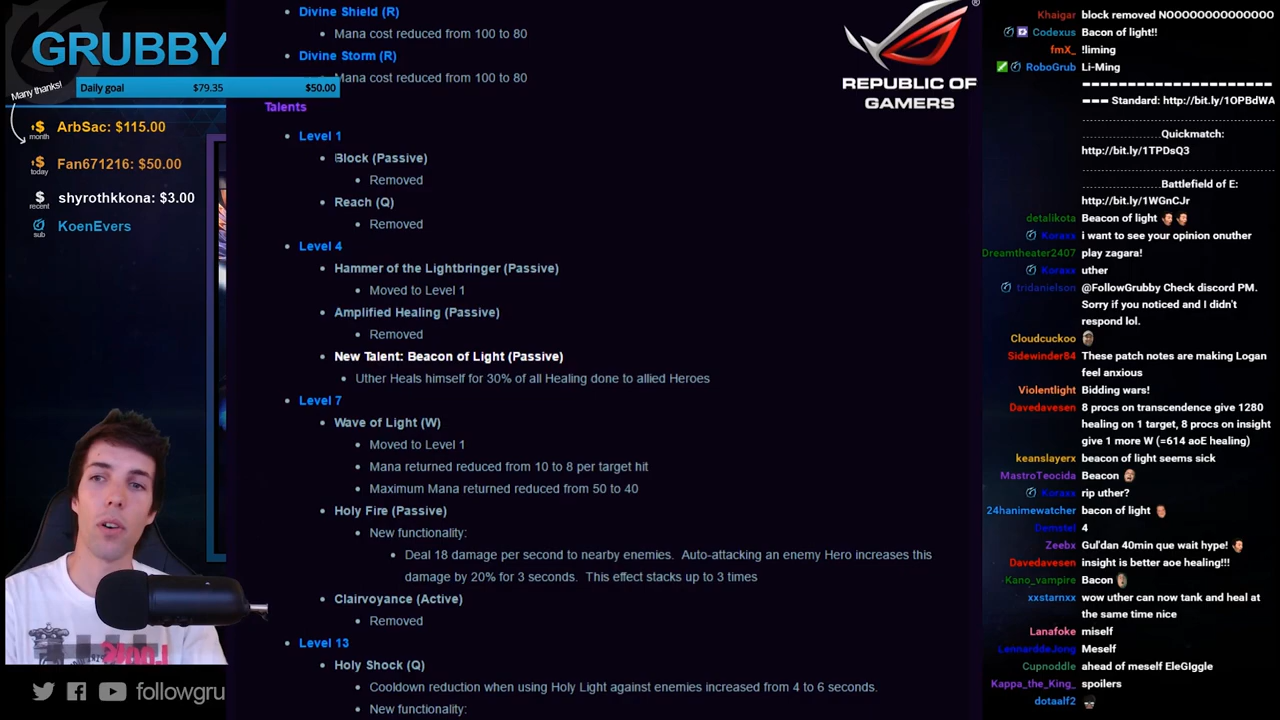 GRUBBY
Many thanks!
Daily goal $79.35 $50.00
$ month ArbSac: $115.00
$ today Fan671216: $50.00
$ recent shyrothkkona: $3.00
sub KoenEvers
followgru
Divine Shield (R)
Mana cost reduced from 100 to 80
Divine Storm (R)
Mana cost reduced from 100 to 80
Talents
Level 1
Block (Passive)
Removed
Reach (Q)
Removed
Level 4
Hammer of the Lightbringer (Passive)
Moved to Level 1
Amplified Healing (Passive)
Removed
New Talent: Beacon of Light (Passive)
Uther Heals himself for 30% of all Healing done to allied Heroes
Level 7
Wave of Light (W)
Moved to Level 1
Mana returned reduced from 10 to 8 per target hit
Maximum Mana returned reduced from 50 to 40
Holy Fire (Passive)
New functionality:
Deal 18 damage per second to nearby enemies. Auto-attacking an enemy Hero increases this
damage by 20% for 3 seconds. This effect stacks up to 3 times
Clairvoyance (Active)
Removed
Level 13
Holy Shock (Q)
Cooldown reduction when using Holy Light against enemies increased from 4 to 6 seconds.
New functionality:
REPUBLIC OF
GAMERS
Khaigar block removed NOOOOOOOOOOOOO
Codexus Bacon of light!!
fmX_ !liming
RoboGrub Li-Ming
Standard: http://bit.ly/1OPBdWA
Quickmatch:
http://bit.ly/1TPDsQ3
Battlefield of E:
http://bit.ly/1WGnCJr
detalikota Beacon of light
Koraxx i want to see your opinion onuther
Dreamtheater2407 play zagara!
Koraxx uther
tridanielson @FollowGrubby Check discord PM.
Sorry if you noticed and I didn't
respond lol.
Cloudcuckoo
Sidewinder84 These patch notes are making Logan
feel anxious
Violentlight Bidding wars!
Davedavesen 8 procs on transcendence give 1280
healing on 1 target, 8 procs on insight
give 1 more W (=614 aoE healing)
keanslayerx beacon of light seems sick
MastroTeocida Beacon
Koraxx rip uther?
24hanimewatcher bacon of light
Demstel 4
Zeebx Gul'dan 40min que wait hype!
Davedavesen insight is better aoe healing!!!
Kano_vampire Bacon
xxstarnxx wow uther can now tank and heal at
the same time nice
Lanafoke miself
LennarddeJong Meself
Cupnoddle ahead of meself EleGIggle
Kappa_the_King_ spoilers
dotaalf2